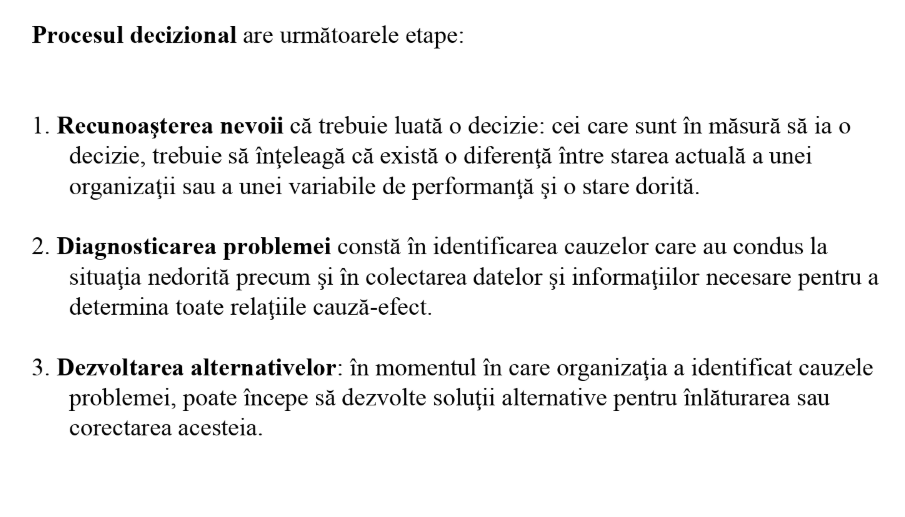 Procesul decizional are următoarele etape:
1. Recunoaşterea nevoii că trebuie luată o decizie: cei care sunt în măsură să ia o
decizie, trebuie să înţeleagă că există o diferenţă între starea actuală a unei
organizaţii sau a unei variabile de performanţă şi o stare dorită.
2. Diagnosticarea problemei constă în identificarea cauzelor care au condus la
situaţia nedorită precum şi în colectarea datelor şi informaţiilor necesare pentru a
determina toate relaţiile cauză-efect.
3. Dezvoltarea alternativelor: în momentul în care organizaţia a identificat cauzele
problemei, poate începe să dezvolte soluţii alternative pentru înlăturarea sau
corectarea acesteia.